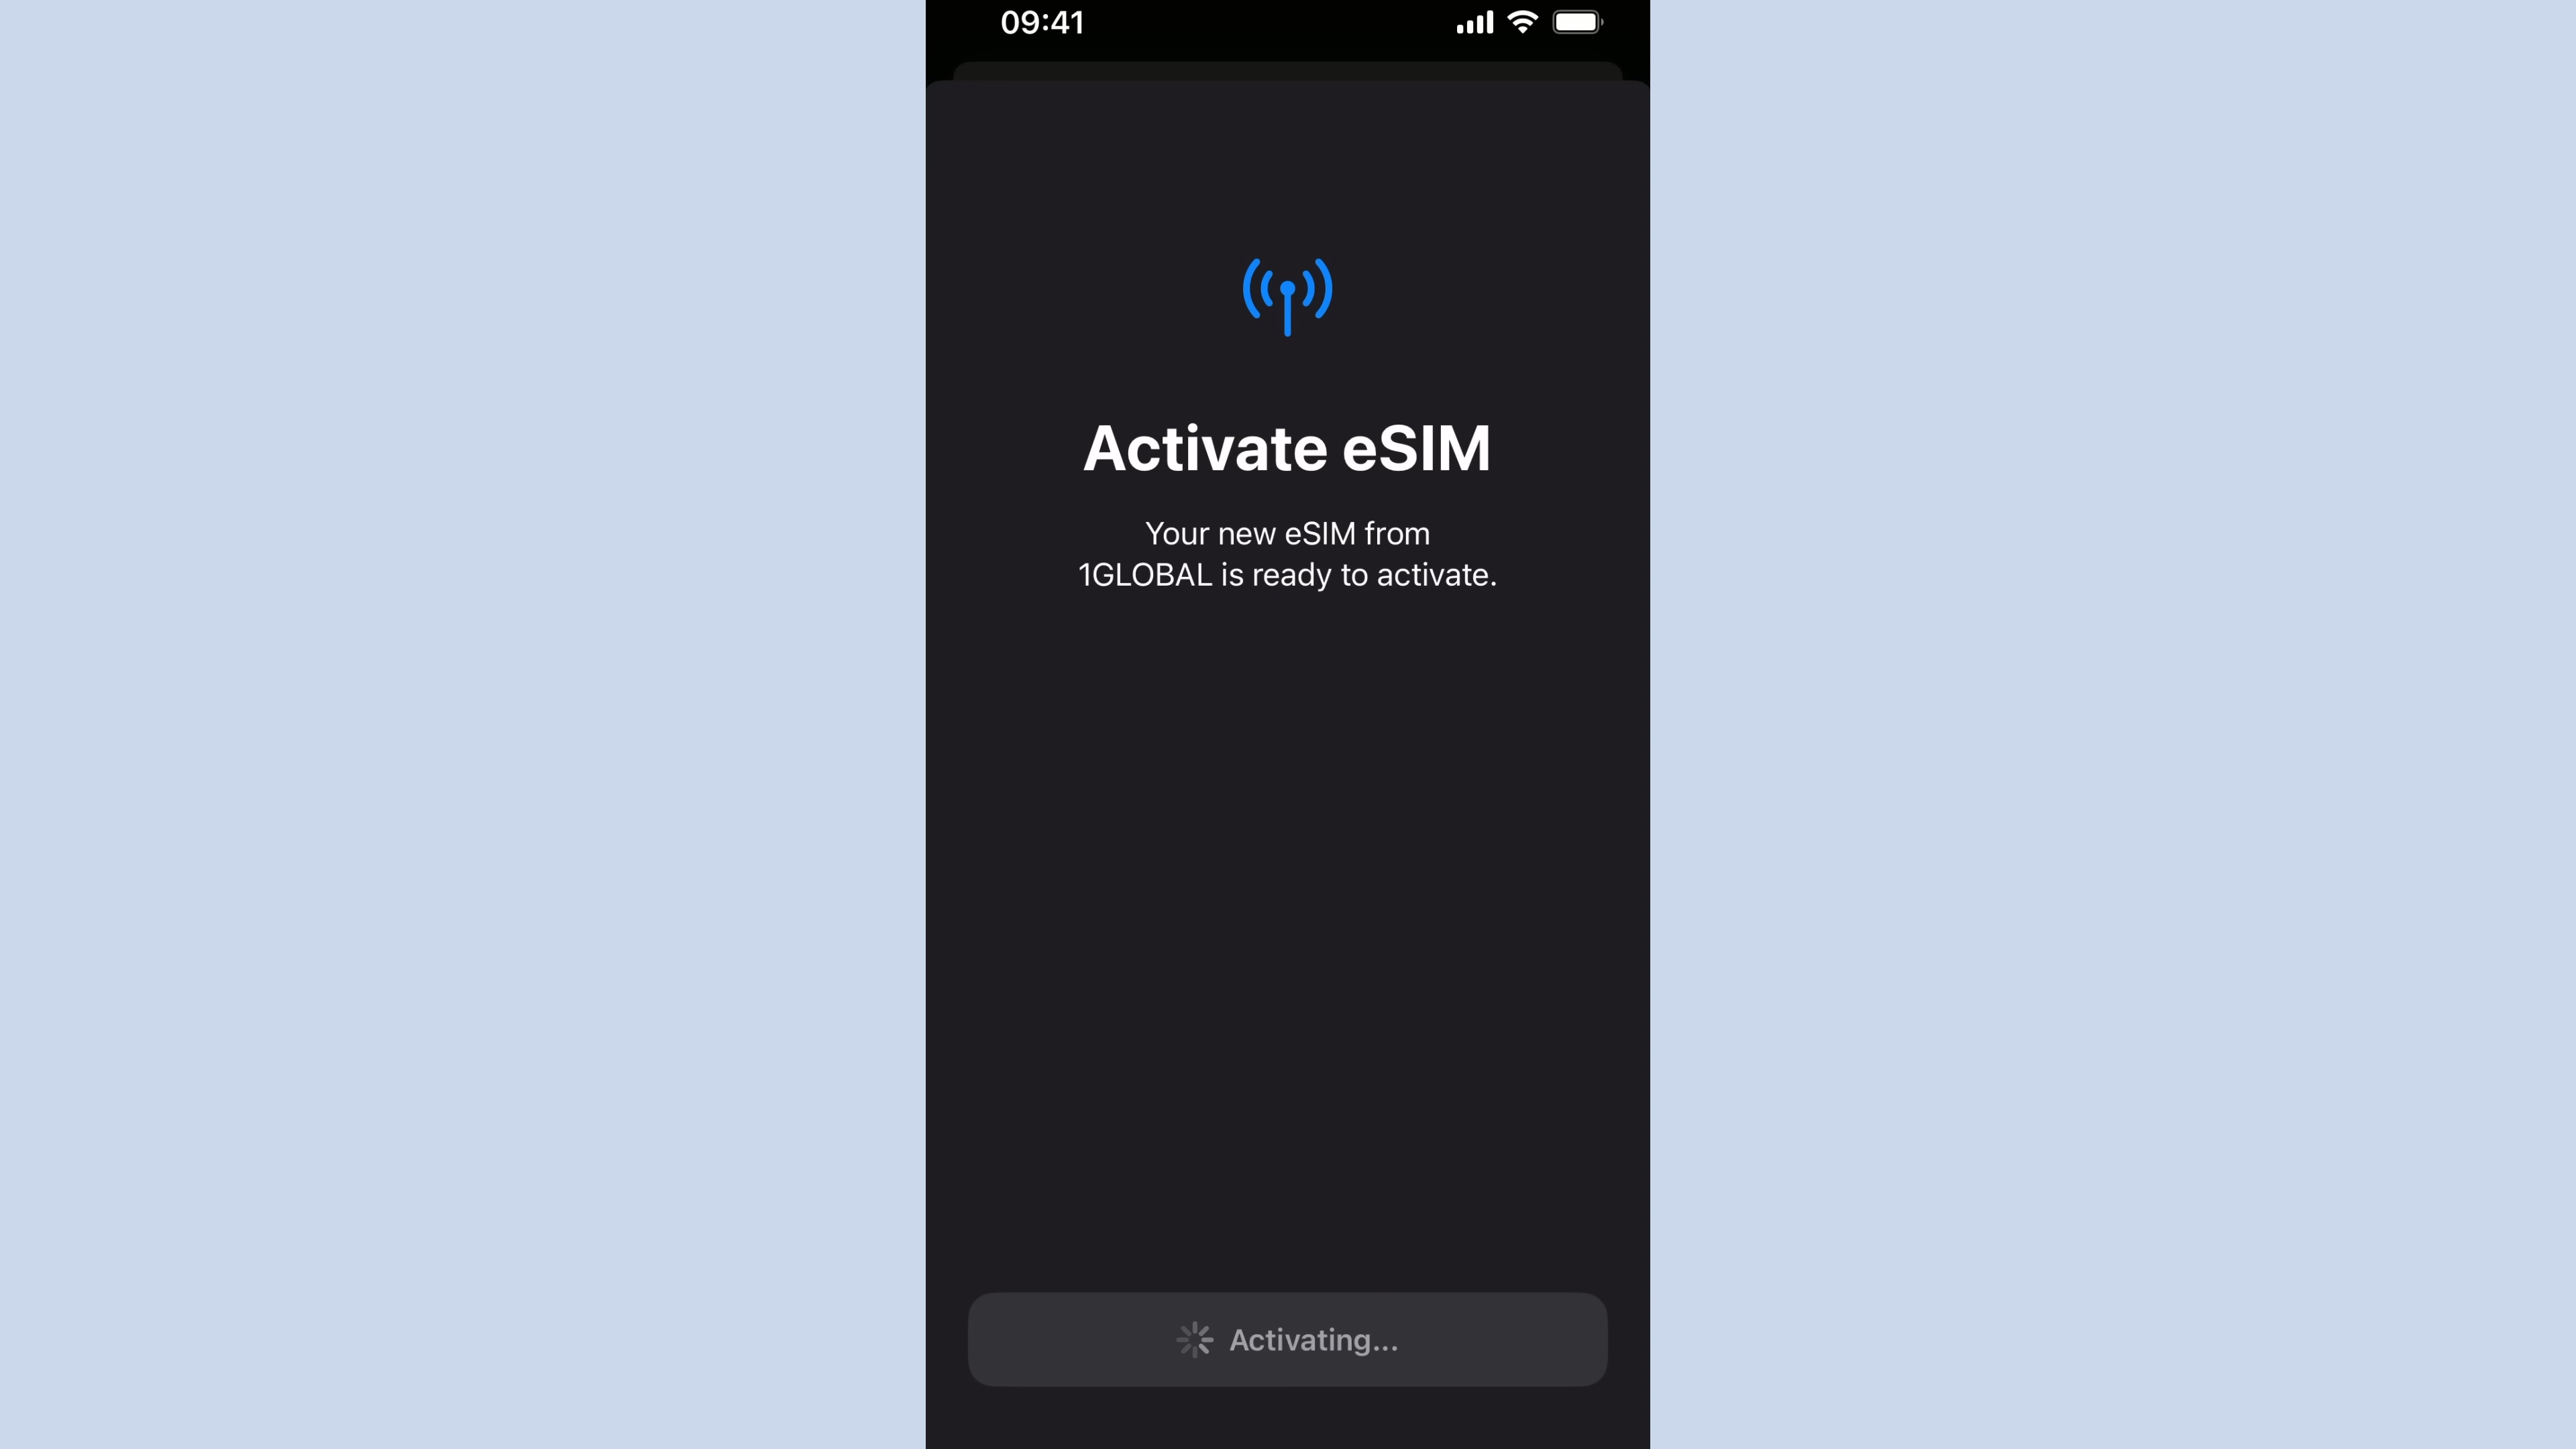 09:41
Activate eSIM
Your new eSIM from
1GLOBAL is ready to activate.
Activating...